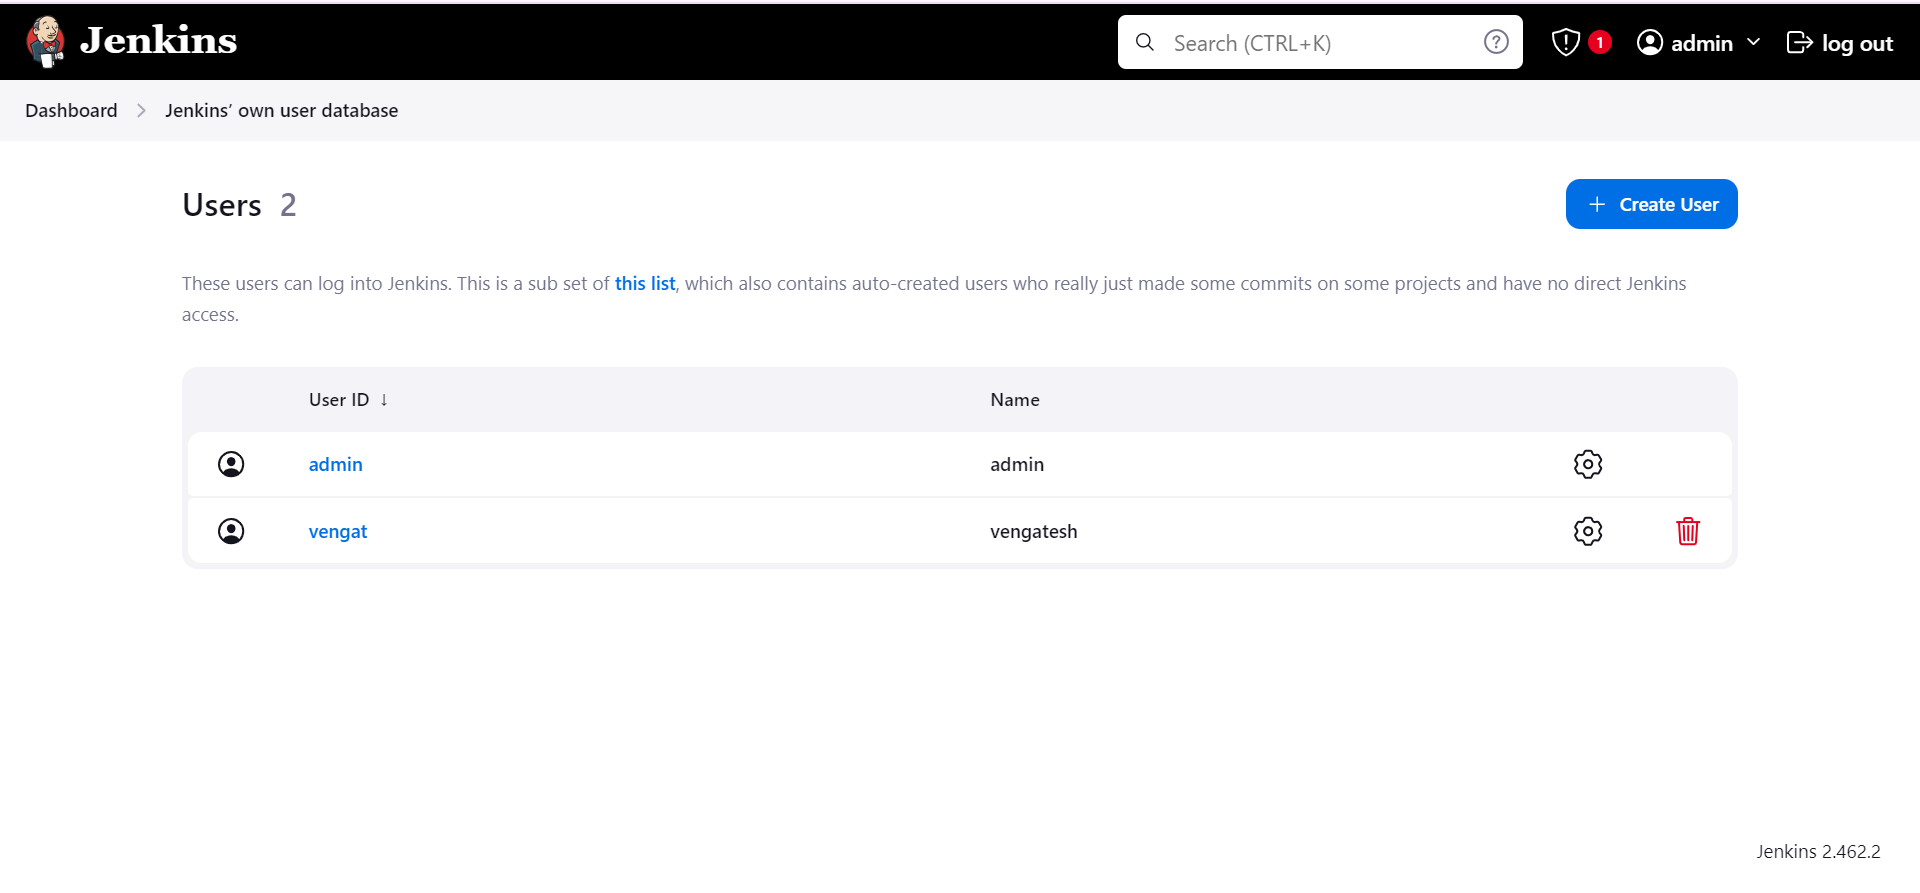 Jenkins
Search (CTRL+K)
1
admin
log out
Dashboard
Jenkins’ own user database
Users 2
Create User
These users can log into Jenkins. This is a sub set of this list, which also contains auto-created users who really just made some commits on some projects and have no direct Jenkins
access.
User ID ↓
Name
admin
admin
vengat
vengatesh
Jenkins 2.462.2